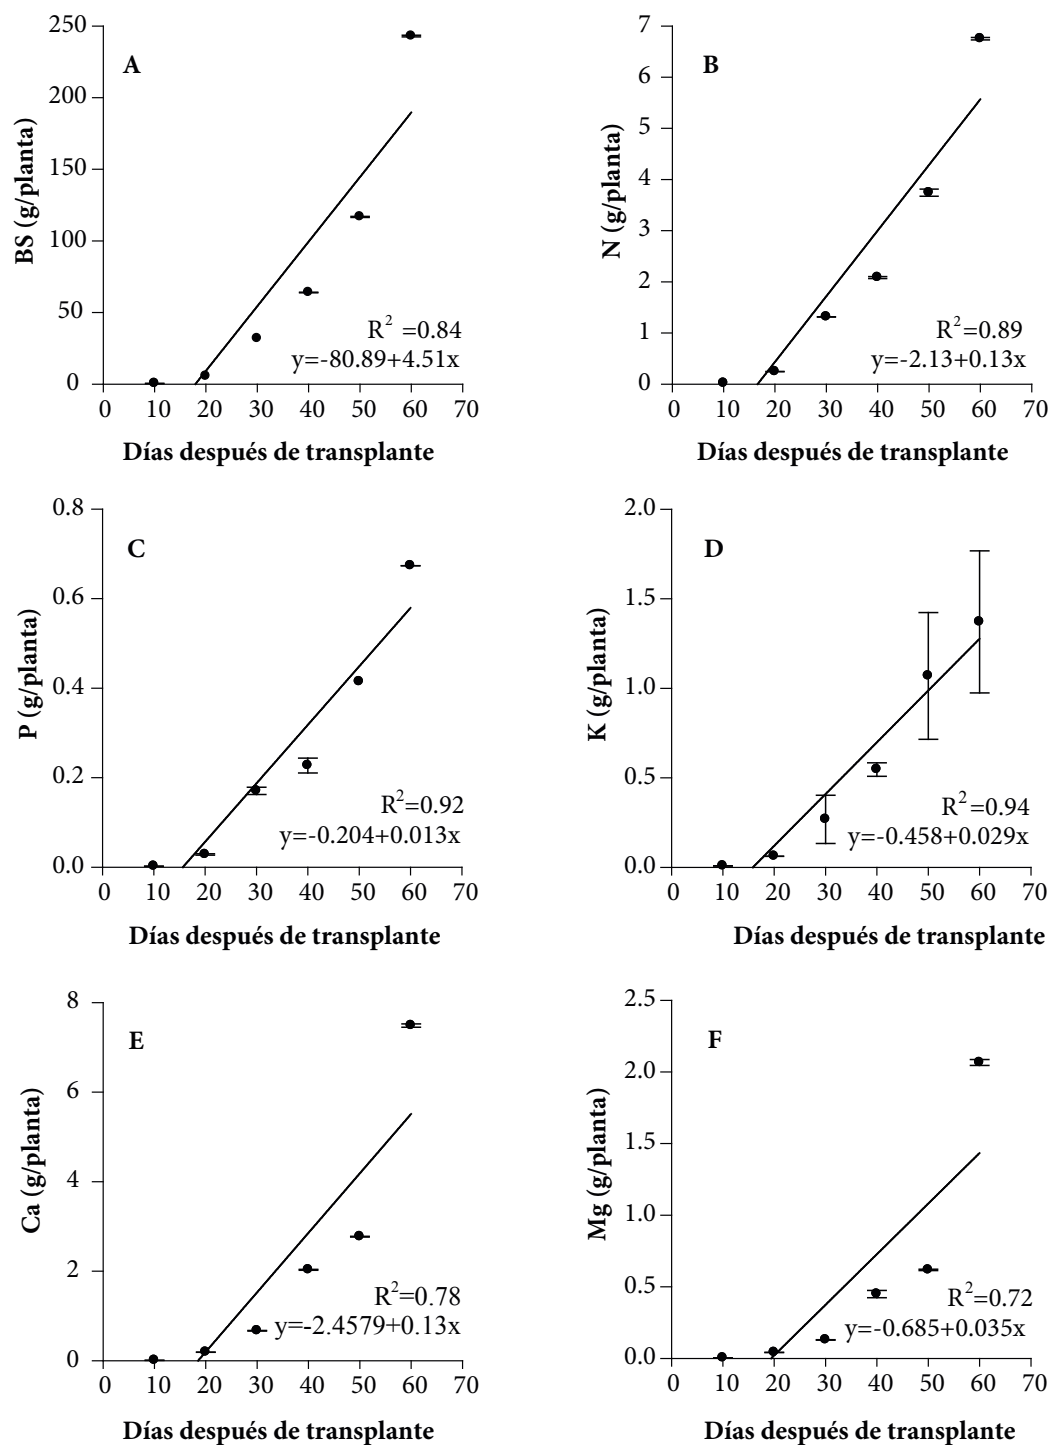 A
BS (g/planta)
250
200
150
100
50
0
0 10 20 30 40 50 60 70
R² =0.84
y=-80.89+4.51x
Días después de transplante
B
N (g/planta)
7
6
5
4
3
2
1
0
0 10 20 30 40 50 60 70
R²=0.89
y=-2.13+0.13x
Días después de transplante
C
P (g/planta)
0.8
0.6
0.4
0.2
0.0
0 10 20 30 40 50 60 70
R²=0.92
y=-0.204+0.013x
Días después de transplante
D
K (g/planta)
2.0
1.5
1.0
0.5
0.0
0 10 20 30 40 50 60 70
R²=0.94
y=-0.458+0.029x
Días después de transplante
E
Ca (g/planta)
8
6
4
2
0
0 10 20 30 40 50 60 70
R²=0.78
y=-2.4579+0.13x
Días después de transplante
F
Mg (g/planta)
2.5
2.0
1.5
1.0
0.5
0.0
0 10 20 30 40 50 60 70
R²=0.72
y=-0.685+0.035x
Días después de transplante